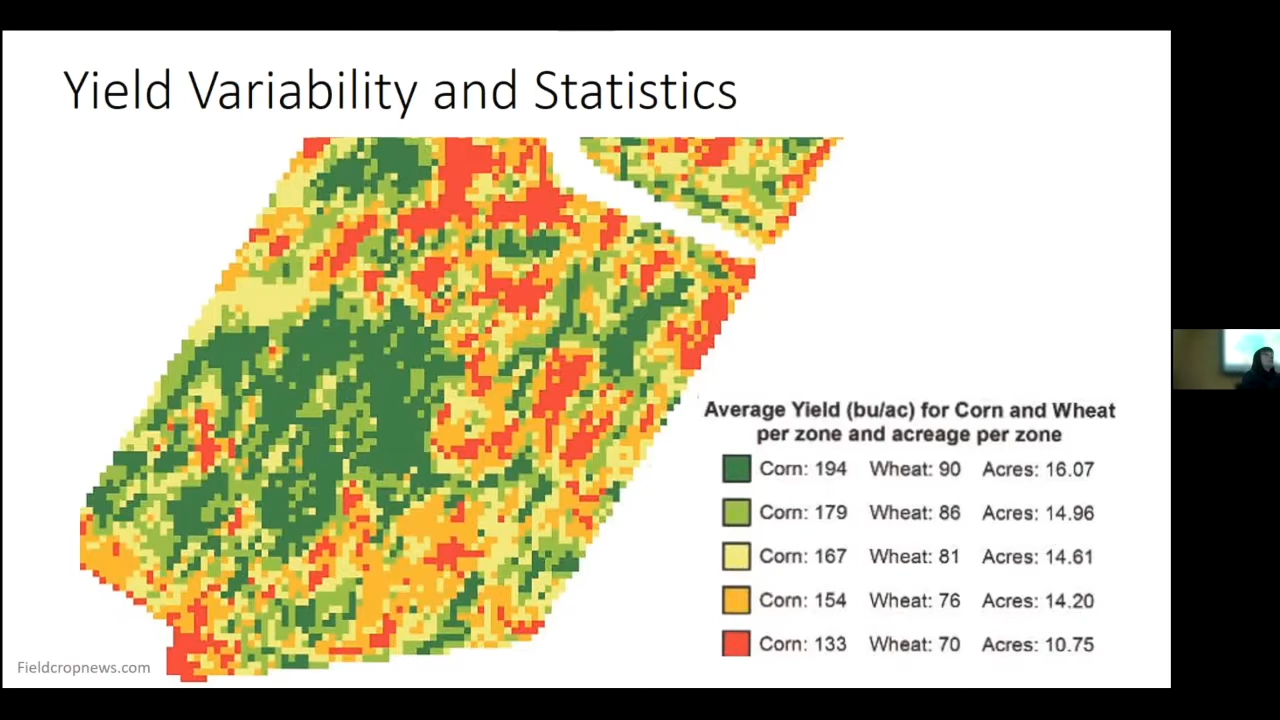 Yield Variability and Statistics
Average Yield (bu/ac) for Corn and Wheat
per zone and acreage per zone
Corn: 194 Wheat: 90 Acres: 16.07
Corn: 179 Wheat: 86 Acres: 14.96
Corn: 167 Wheat: 81 Acres: 14.61
Corn: 154 Wheat: 76 Acres: 14.20
Corn: 133 Wheat: 70 Acres: 10.75
Fieldcropnews.com